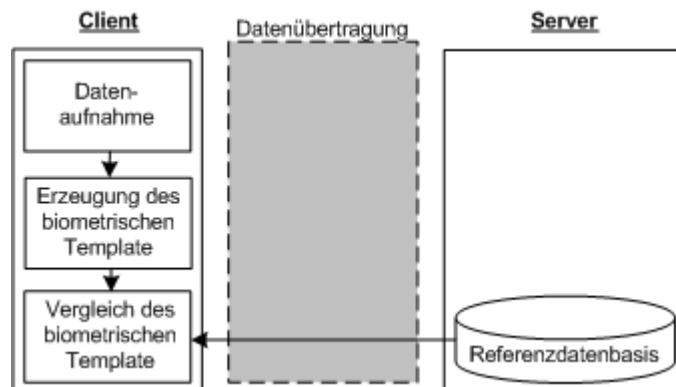 Client
Datenübertragung
Server
Daten-
aufnahme
Erzeugung des
biometrischen
Template
Vergleich des
biometrischen
Template
Referenzdatenbasis